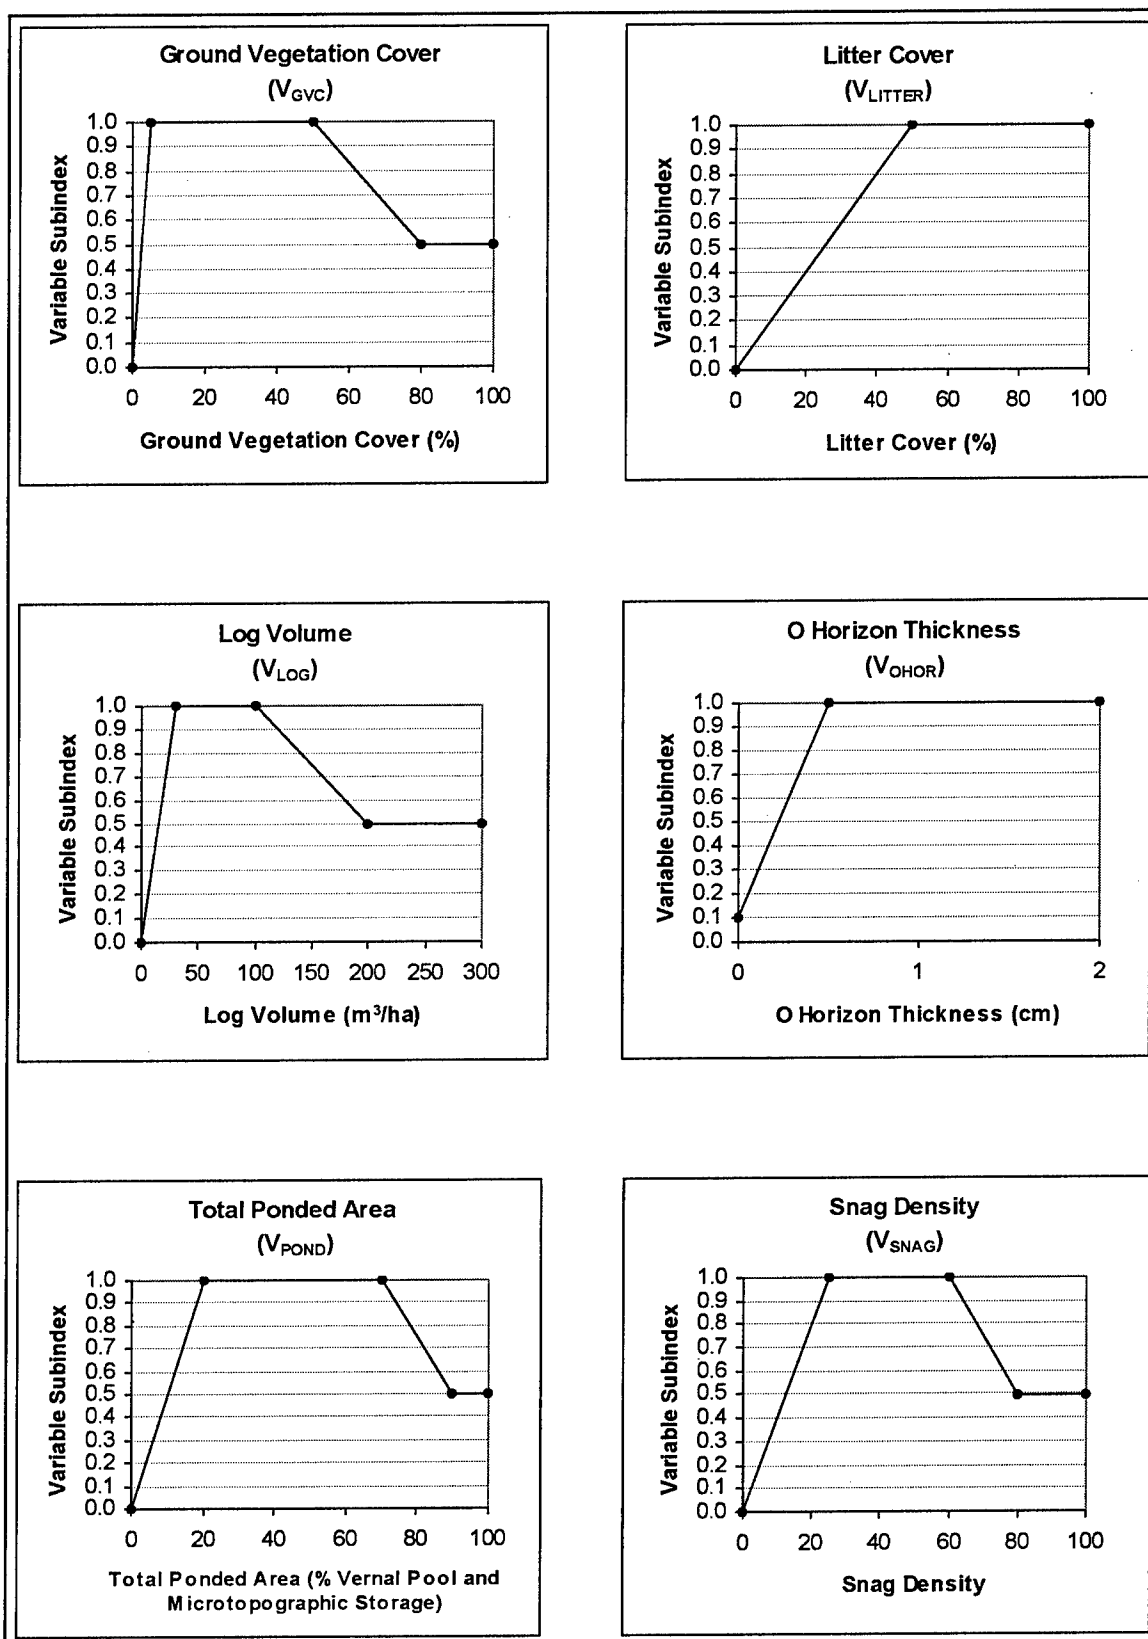 Ground Vegetation Cover
(V_GVC)
Variable Subindex
1.0
0.9
0.8
0.7
0.6
0.5
0.4
0.3
0.2
0.1
0.0
0 20 40 60 80 100
Ground Vegetation Cover (%)
Litter Cover
(V_LITTER)
Variable Subindex
1.0
0.9
0.8
0.7
0.6
0.5
0.4
0.3
0.2
0.1
0.0
0 20 40 60 80 100
Litter Cover (%)
Log Volume
(V_LOG)
Variable Subindex
1.0
0.9
0.8
0.7
0.6
0.5
0.4
0.3
0.2
0.1
0.0
0 50 100 150 200 250 300
Log Volume (m³/ha)
O Horizon Thickness
(V_OHOR)
Variable Subindex
1.0
0.9
0.8
0.7
0.6
0.5
0.4
0.3
0.2
0.1
0.0
0 1 2
O Horizon Thickness (cm)
Total Ponded Area
(V_POND)
Variable Subindex
1.0
0.9
0.8
0.7
0.6
0.5
0.4
0.3
0.2
0.1
0.0
0 20 40 60 80 100
Total Ponded Area (% Vernal Pool and
Microtopographic Storage)
Snag Density
(V_SNAG)
Variable Subindex
1.0
0.9
0.8
0.7
0.6
0.5
0.4
0.3
0.2
0.1
0.0
0 20 40 60 80 100
Snag Density